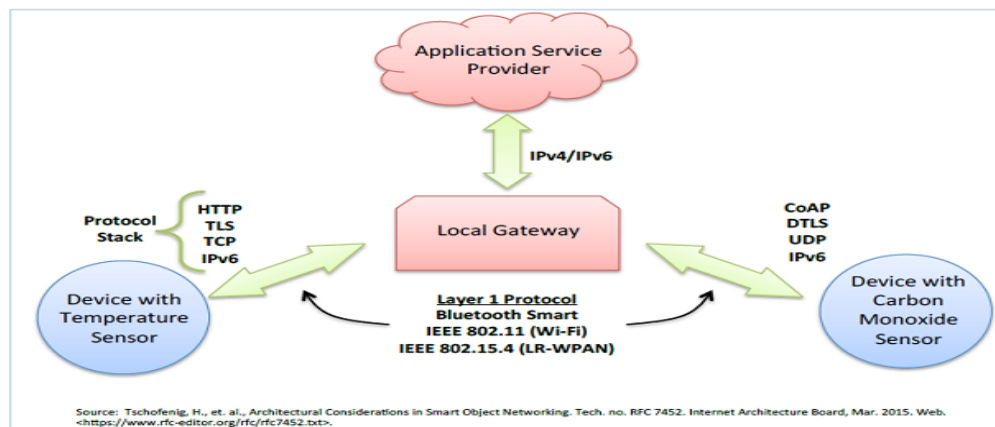 Application Service
Provider
IPv4/IPv6
Protocol
Stack
HTTP
TLS
TCP
IPv6
Local Gateway
CoAP
DTLS
UDP
IPv6
Device with
Temperature
Sensor
Layer 1 Protocol
Bluetooth Smart
IEEE 802.11 (Wi-Fi)
IEEE 802.15.4 (LR-WPAN)
Device with
Carbon
Monoxide
Sensor
Source: Tschofenig, H., et. al., Architectural Considerations in Smart Object Networking. Tech. no. RFC 7452. Internet Architecture Board, Mar. 2015. Web.
<https://www.rfc-editor.org/rfc/rfc7452.txt>.